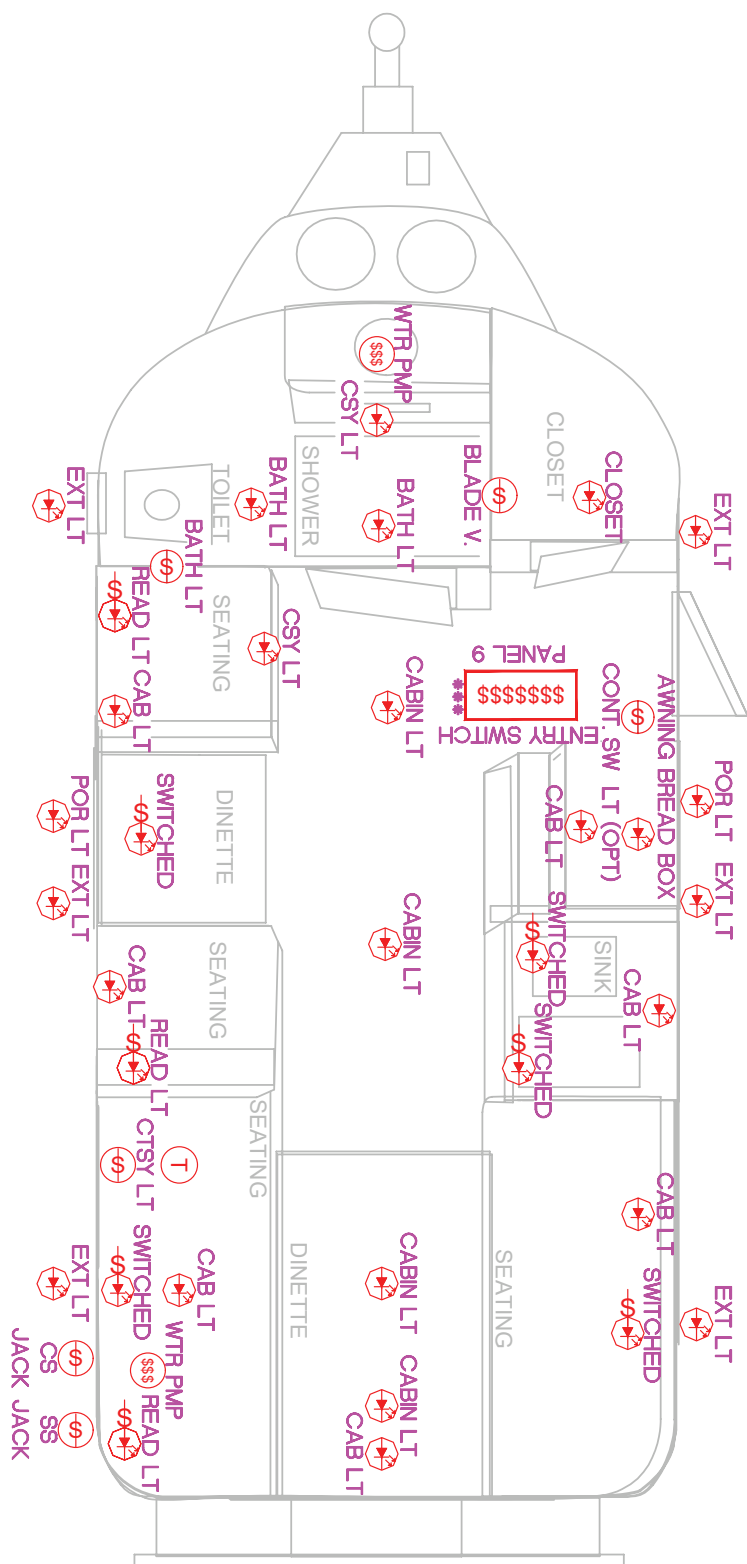 WTR PMP
$$$
CSY LT
CLOSET
SHOWER
BLADE V.
$
CLOSET
EXT LT
EXT LT
TOILET
BATH LT
BATH LT
BATH LT
$
EXT LT
READ LT
$
CAB LT
SEATING
CSY LT
CABIN LT
PANEL 9
$$$$$$$
***
ENTRY SWITCH
AWNING
CONT. SW
$
BREAD BOX
LT (OPT)
CAB LT
POR LT
EXT LT
POR LT
EXT LT
SWITCHED
$
DINETTE
CABIN LT
SWITCHED
$
SINK
CAB LT
SWITCHED
$
SEATING
CAB LT
READ LT
$
SEATING
CTSY LT
$
T
CAB LT
SWITCHED
$
EXT LT
SEATING
DINETTE
CABIN LT
CABIN LT
CAB LT
CAB LT
SWITCHED
$
EXT LT
WTR PMP
$$$
READ LT
$
CS
JACK
$
SS
JACK
$